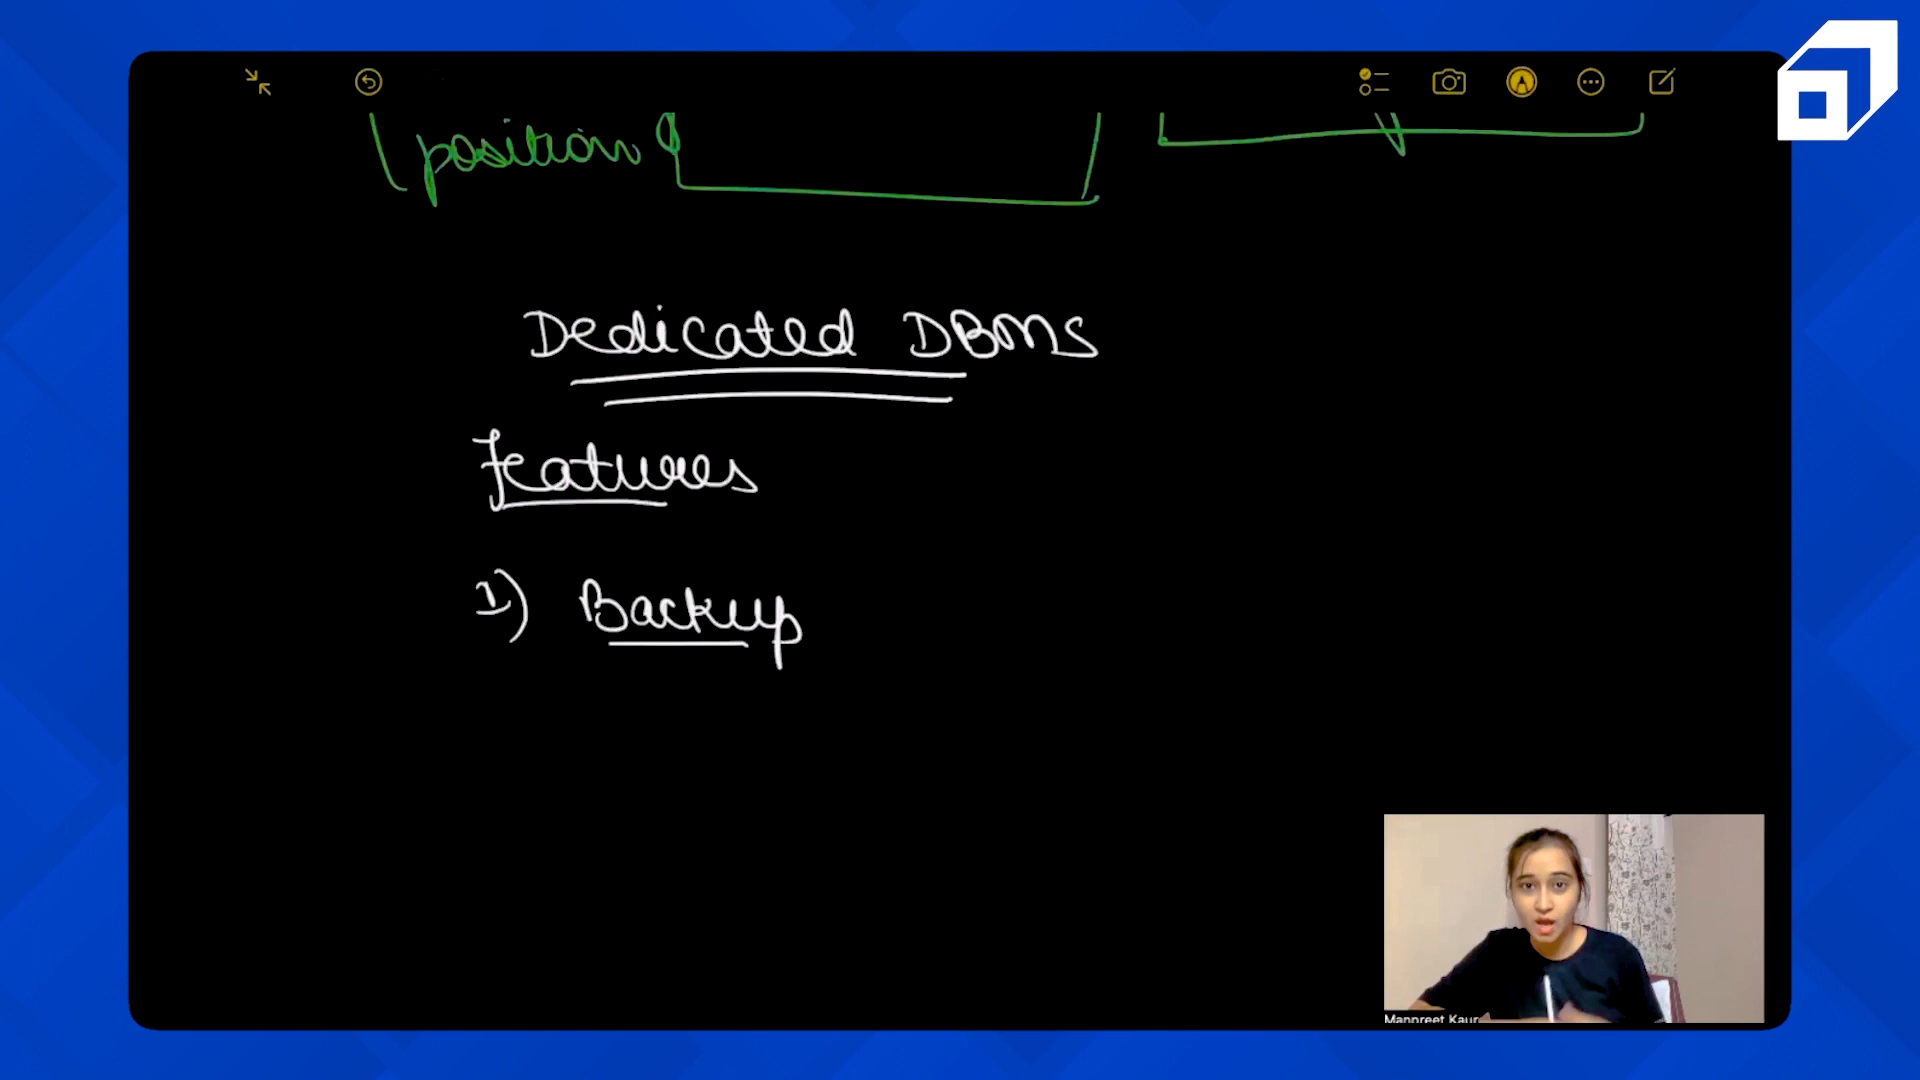 position
Dedicated DBMS
Features
1) Backup
Manpreet Kaur